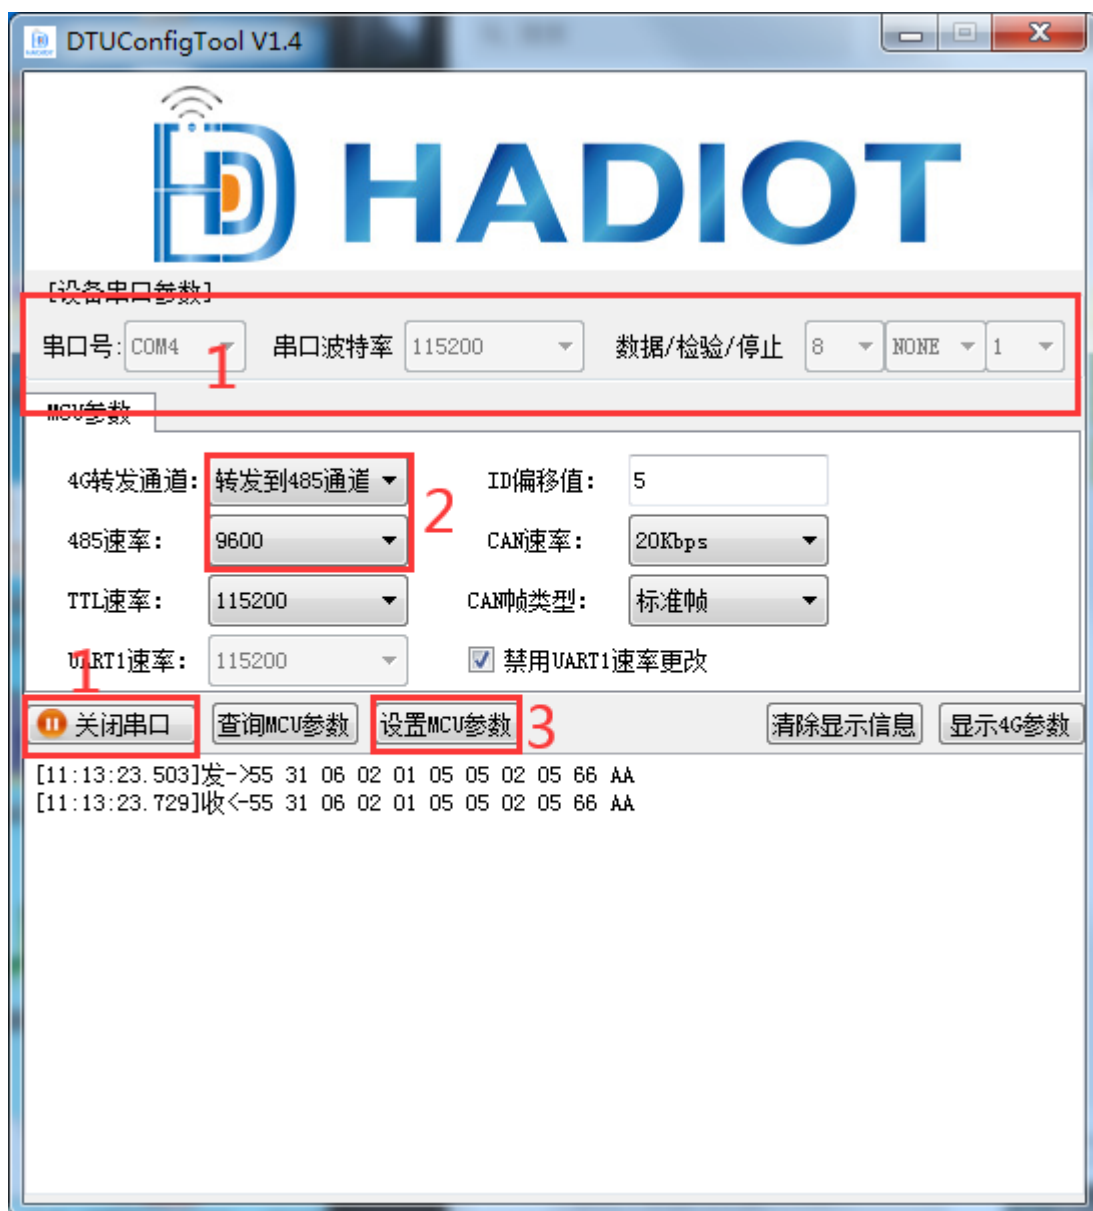 DTUConfigTool V1.4
HADIOT
[设备串口参数]
串口号: COM4 串口波特率 115200 数据/检验/停止 8 NONE 1
1
MCU参数
4G转发通道: 转发到485通道 ID偏移值: 5
2
485速率: 9600 CAN速率: 20Kbps
TTL速率: 115200 CAN帧类型: 标准帧
UART1速率: 115200 禁用UART1速率更改
1
关闭串口 查询MCU参数 设置MCU参数 3 清除显示信息 显示4G参数
[11:13:23.503]发->55 31 06 02 01 05 05 02 05 66 AA
[11:13:23.729]收<-55 31 06 02 01 05 05 02 05 66 AA